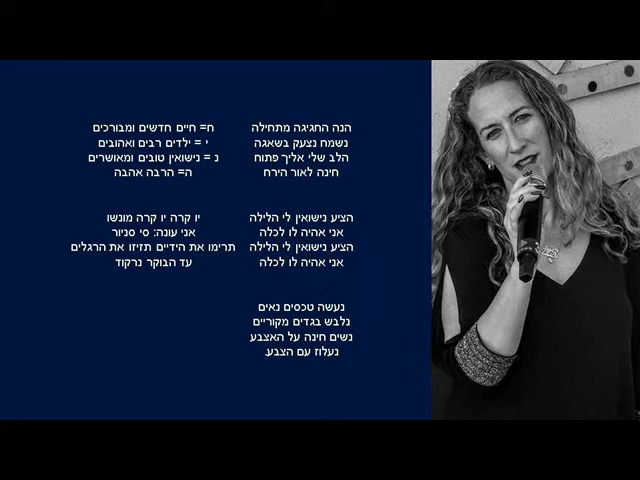 הנה החגיגה מתחילה
נשמח נצעק בשאגה
הלב שלי אליך פתוח
חינה לאור הירח
הציע נישואין לי הלילה
אני אהיה לו לכלה
הציע נישואין לי הלילה
אני אהיה לו לכלה
נעשה טכסים נאים
נלבש בגדים מקוריים
נשים חינה על האצבע
נעלוז עם הצבע.
ח= חיים חדשים ומבורכים
י = ילדים רבים ואהובים
נ = נישואין טובים ומאושרים
ה= הרבה אהבה
יו קרה יו קרה מונשו
אני עונה: סי סניור
תרימו את הידיים תזיזו את הרגלים
עד הבוקר נרקוד